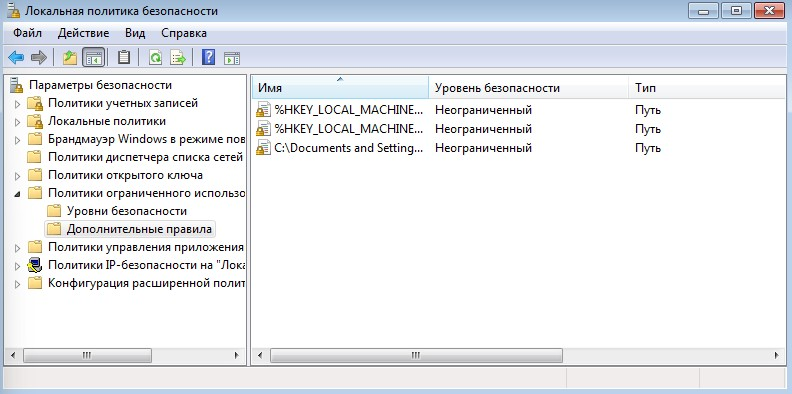 Локальная политика безопасности
Файл Действие Вид Справка
Параметры безопасности
Политики учетных записей
Локальные политики
Брандмауэр Windows в режиме пов
Политики диспетчера списка сетей
Политики открытого ключа
Политики ограниченного использо
Уровни безопасности
Дополнительные правила
Политики управления приложения
Политики IP-безопасности на "Лока
Конфигурация расширенной полит
Имя Уровень безопасности Тип
%HKEY_LOCAL_MACHINE... Неограниченный Путь
%HKEY_LOCAL_MACHINE... Неограниченный Путь
C:\Documents and Setting... Неограниченный Путь